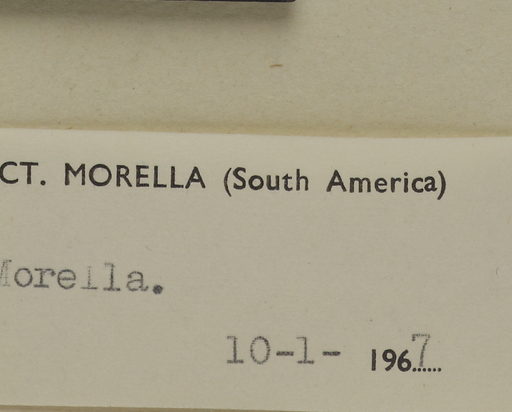 CT. MORELLA (South America)
Morella.
10-1- 1967......